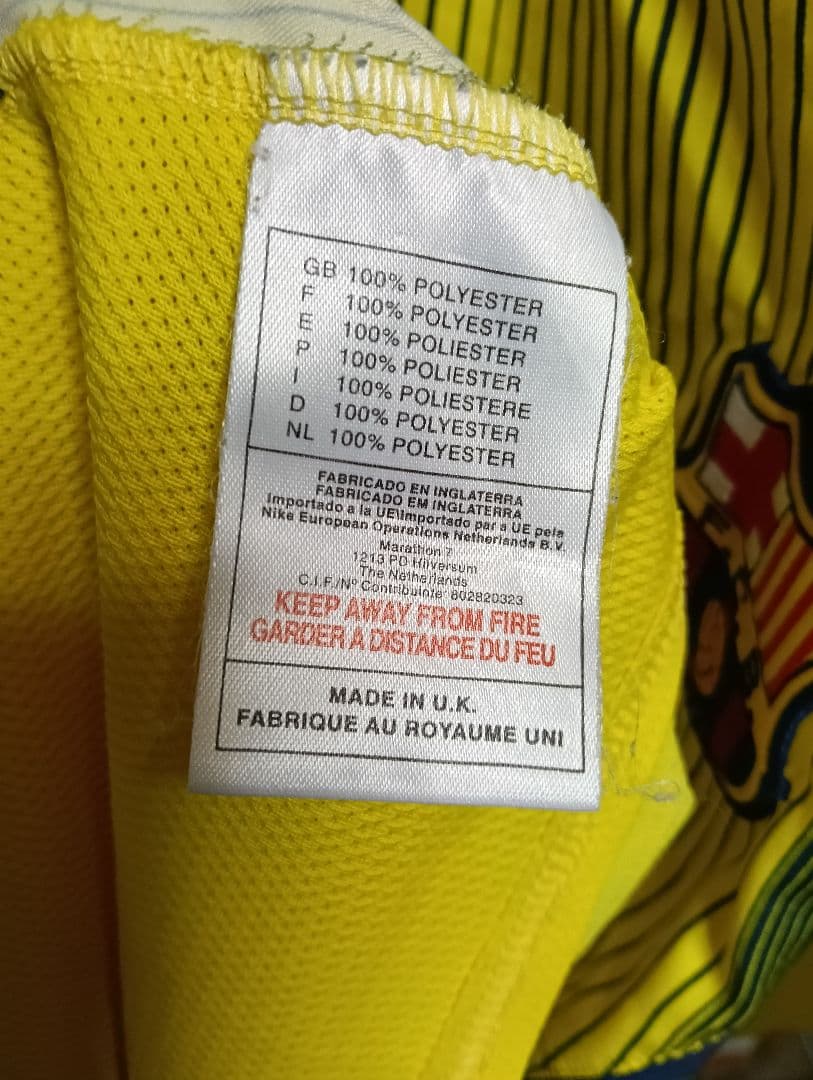 GB 100% POLYESTER
F 100% POLYESTER
E 100% POLIESTER
P 100% POLIESTER
I 100% POLIESTERE
D 100% POLYESTER
NL 100% POLYESTER
FABRICADO EN INGLATERRA
FABRICADO EM INGLATERRA
Importado a la UE\Importado par a UE pela
Nike European Operations Netherlands B.V.
Marathon 7
1213 PD Hilversum
The Netherlands
C.I.F./Nº Contribuinte 802820323
KEEP AWAY FROM FIRE
GARDER A DISTANCE DU FEU
MADE IN U.K.
FABRIQUE AU ROYAUME UNI